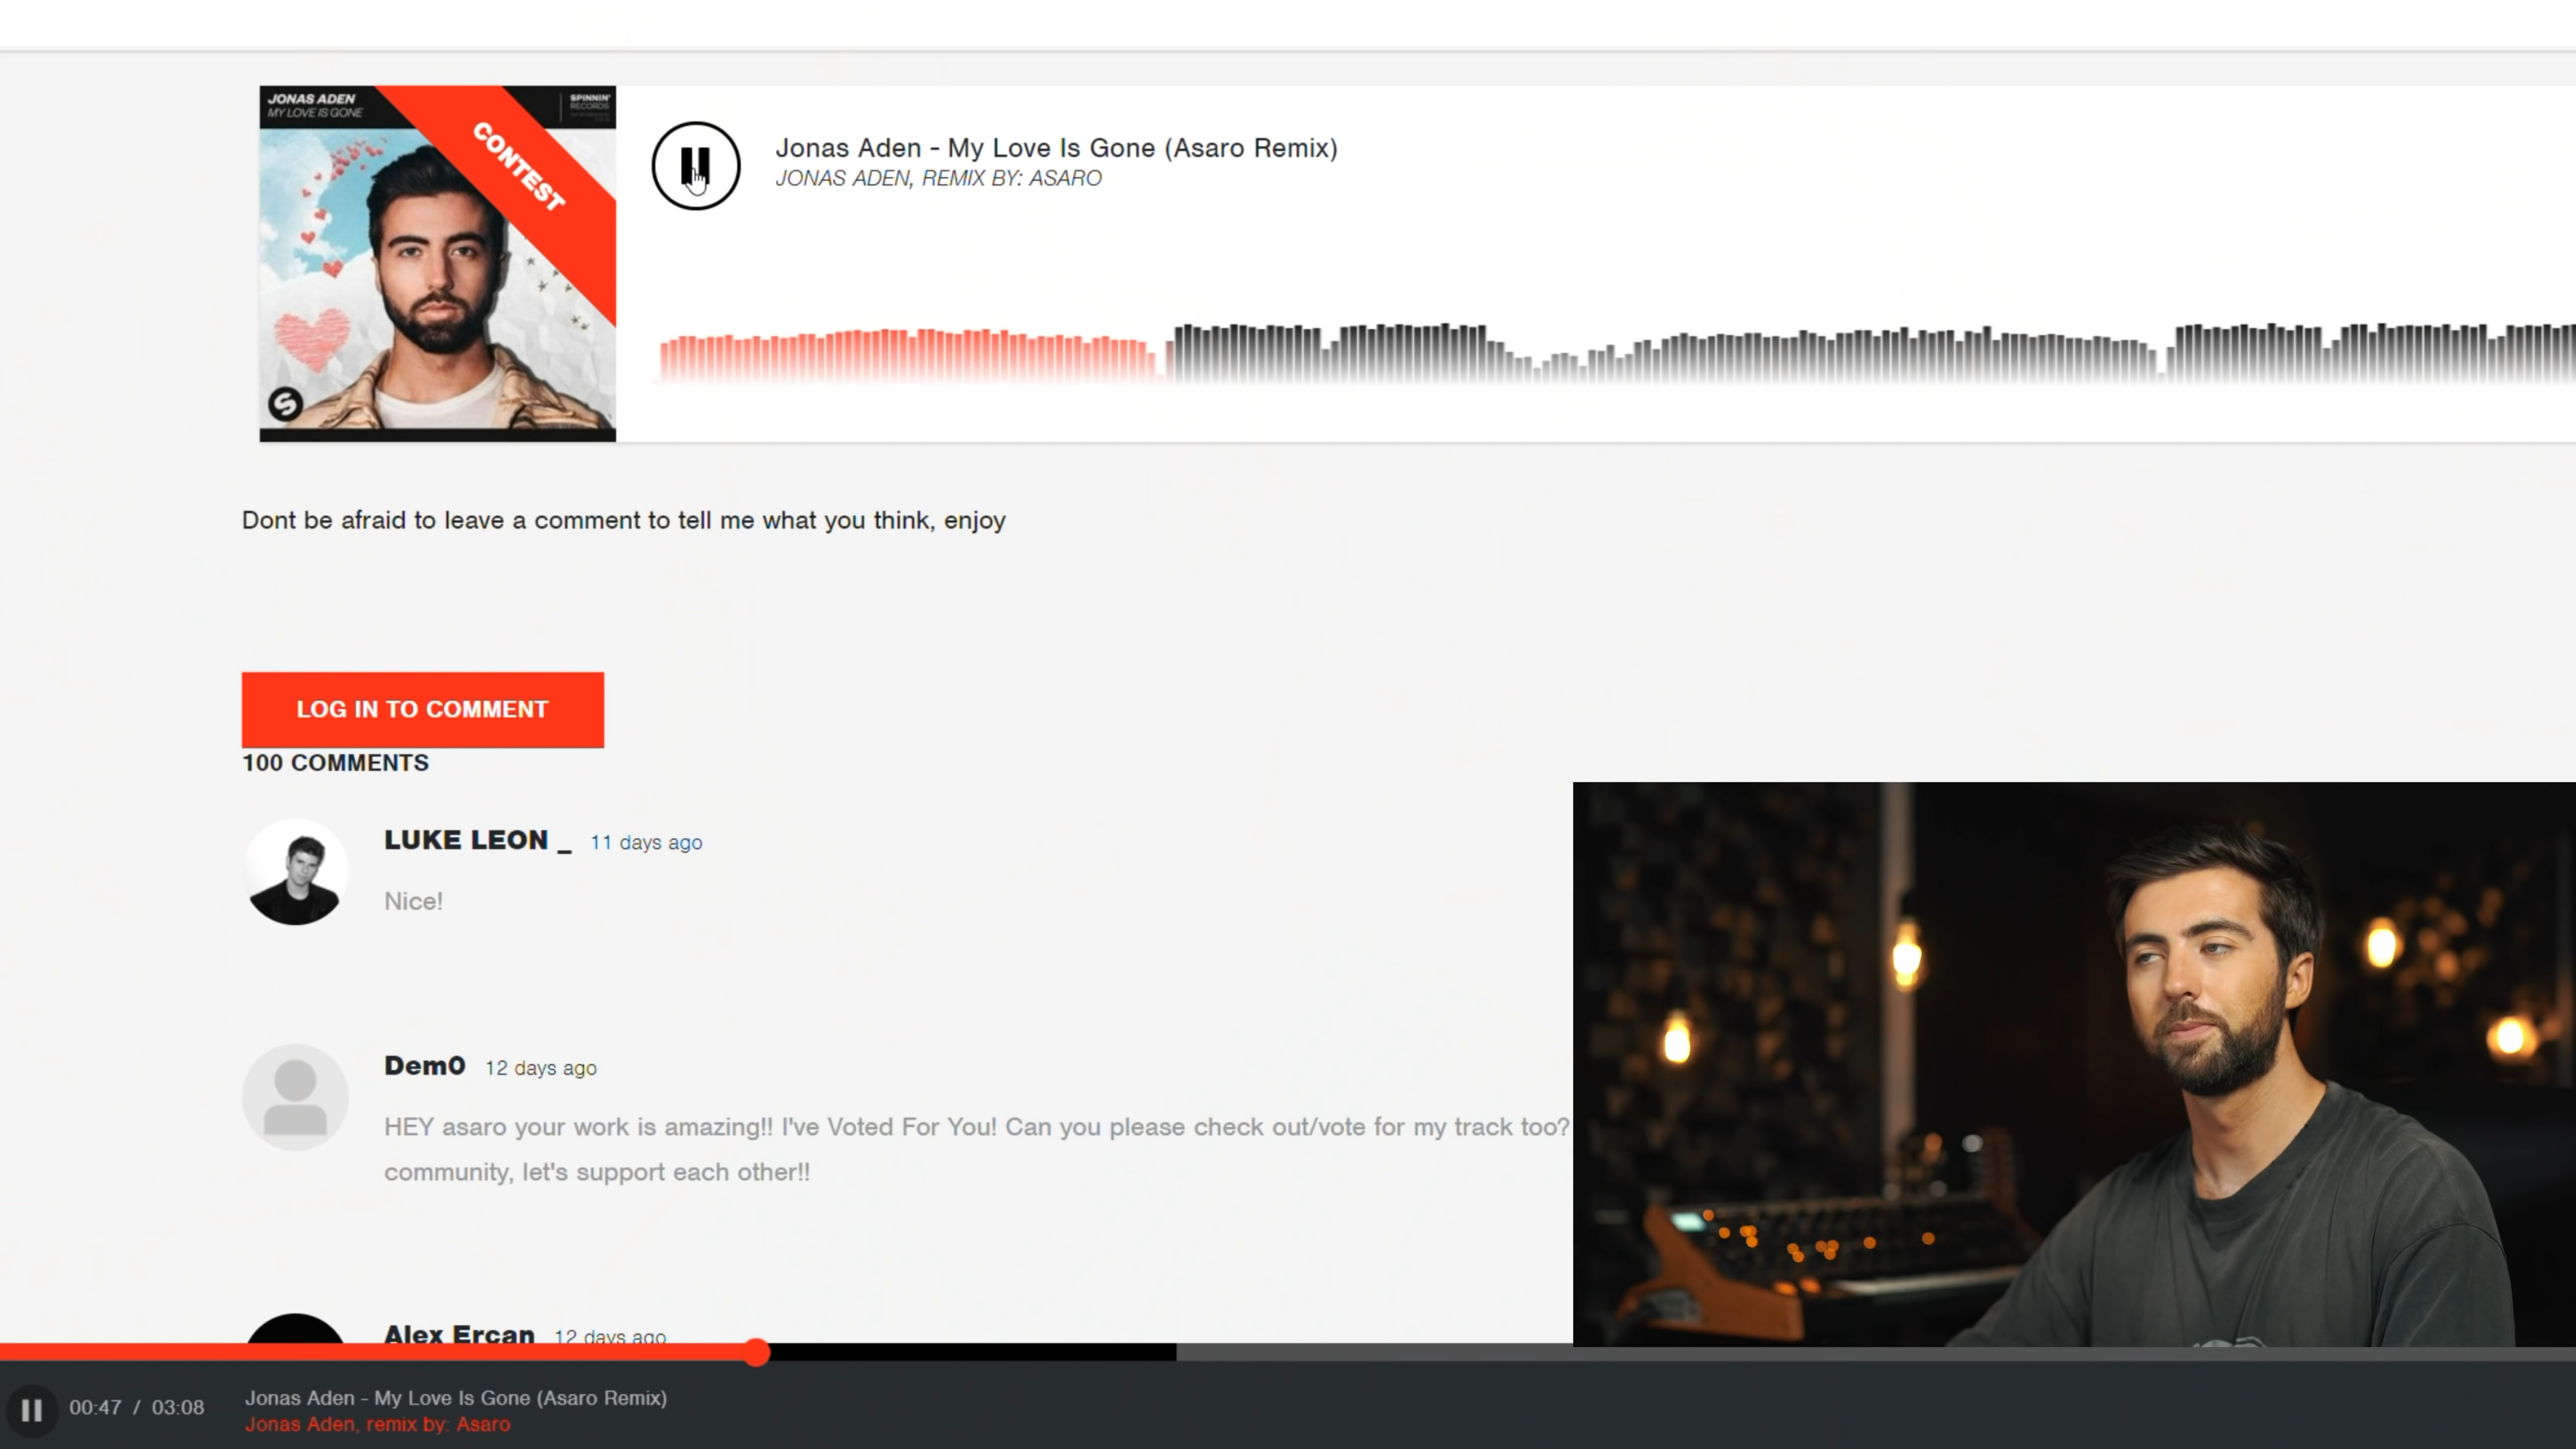 JONAS ADEN
MY LOVE IS GONE
SPINNIN'
RECORDS
CONTEST
Jonas Aden - My Love Is Gone (Asaro Remix)
JONAS ADEN, REMIX BY: ASARO
Dont be afraid to leave a comment to tell me what you think, enjoy
LOG IN TO COMMENT
100 COMMENTS
LUKE LEON _ 11 days ago
Nice!
Dem0 12 days ago
HEY asaro your work is amazing!! I've Voted For You! Can you please check out/vote for my track too?
community, let's support each other!!
Alex Ercan 12 days ago
00:47 / 03:08
Jonas Aden - My Love Is Gone (Asaro Remix)
Jonas Aden, remix by: Asaro